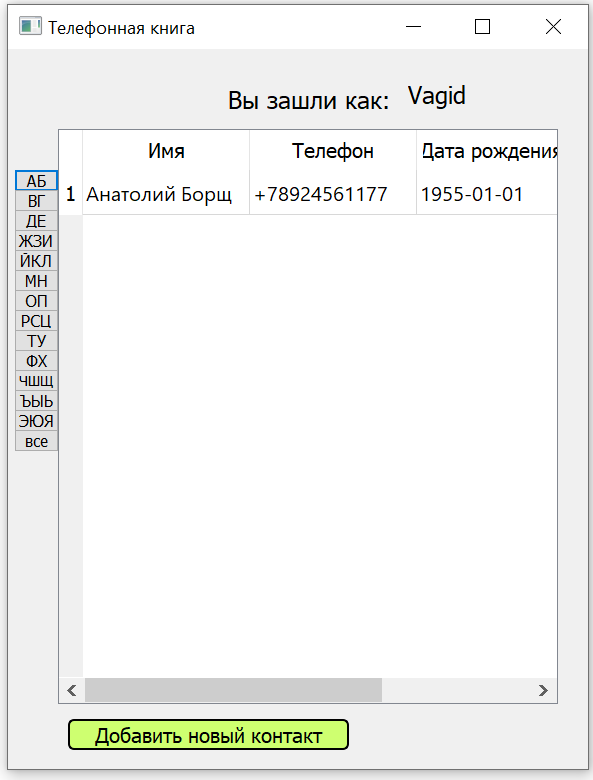 Телефонная книга
Вы зашли как: Vagid
Имя Телефон Дата рождения
1 Анатолий Борщ +78924561177 1955-01-01
АБ
ВГ
ДЕ
ЖЗИ
ЙКЛ
МН
ОП
РСЦ
ТУ
ФХ
ЧШЩ
ЪЫЬ
ЭЮЯ
все
Добавить новый контакт